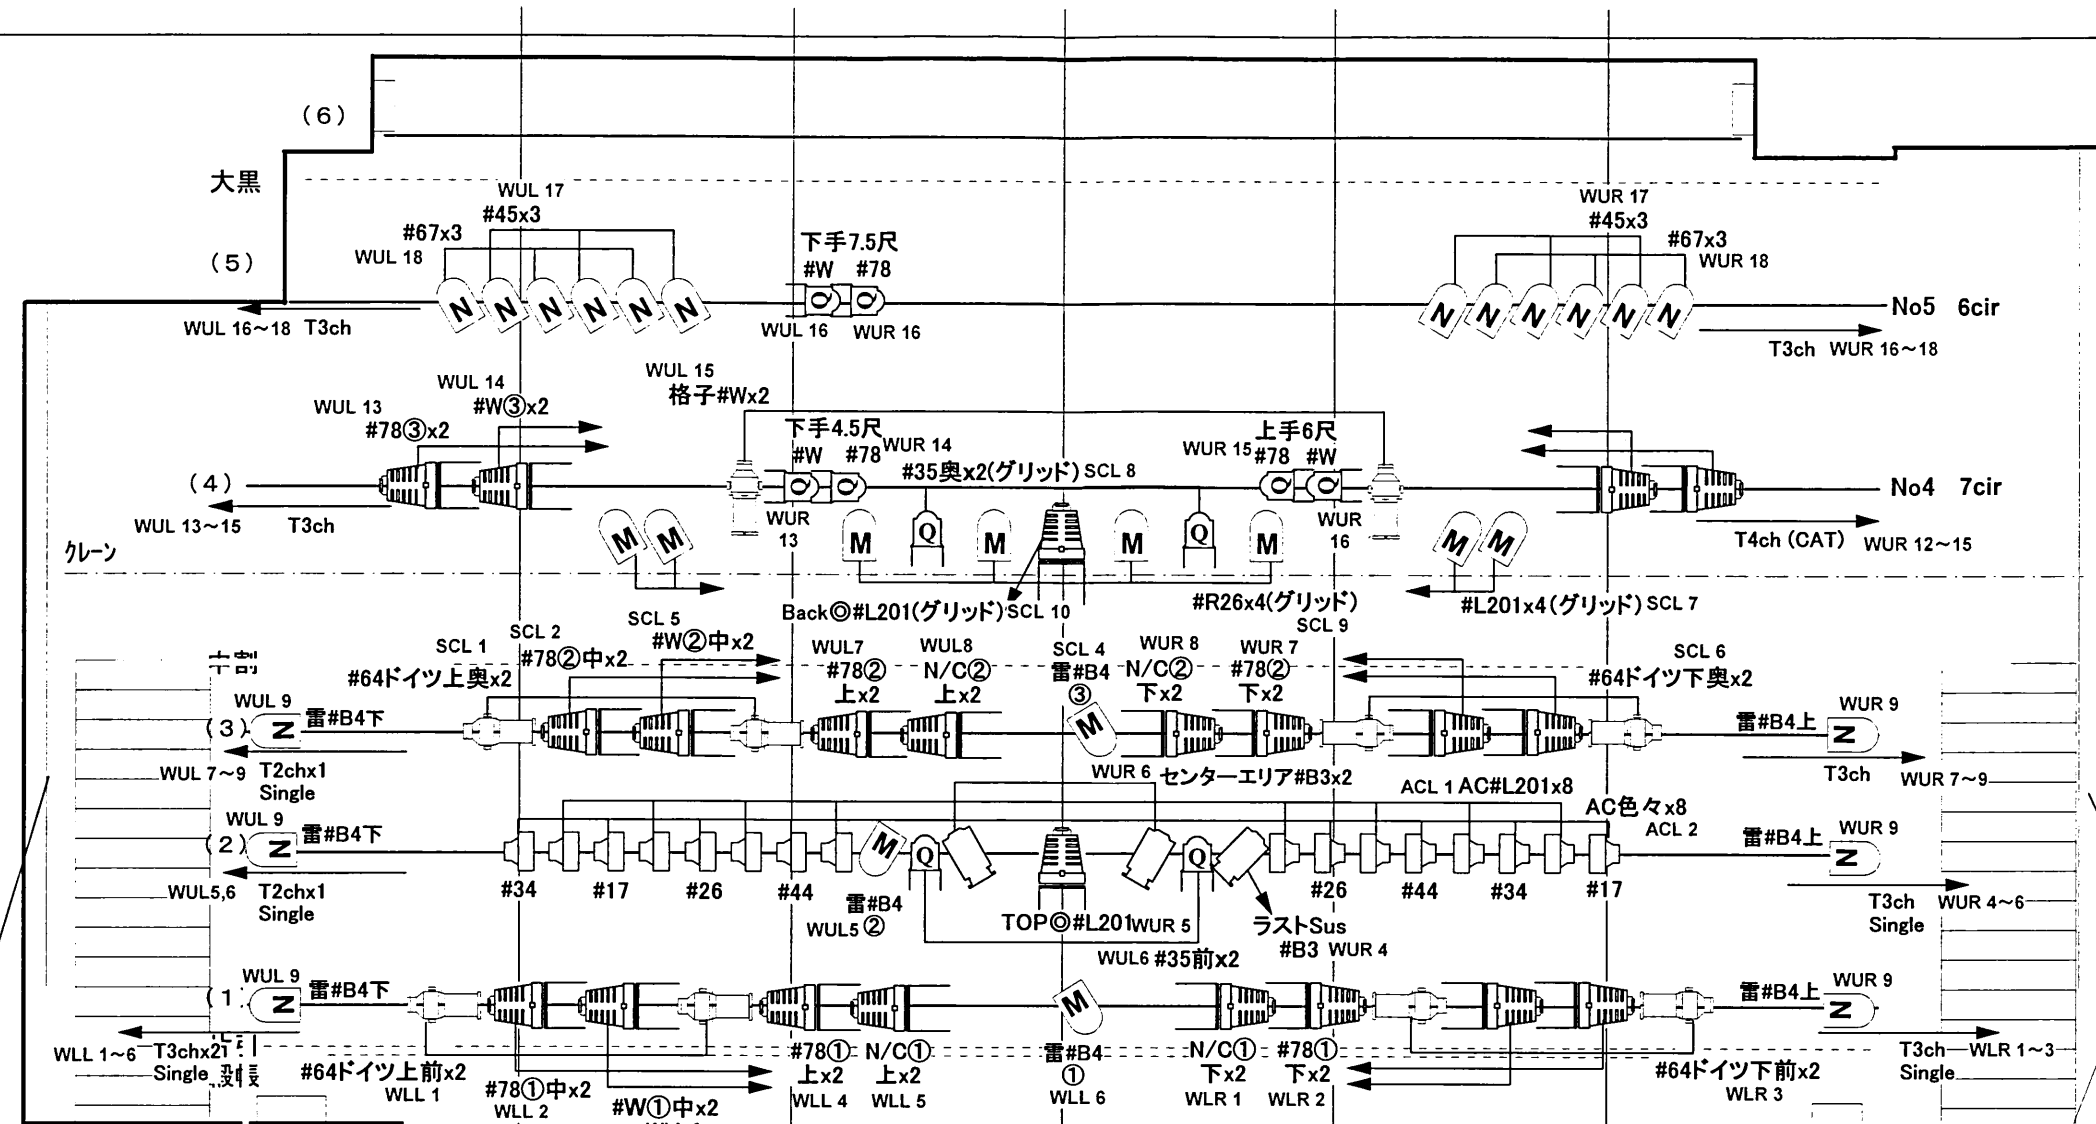 (6)
大黒
WUL 17
#45x3
#67x3
WUL 18
下手7.5尺
#W #78
WUR 17
#45x3
#67x3
WUR 18
(5)
N N N N N N
Q Q
N N N N N N
No5 6cir
WUL 16~18 T3ch
WUL 16 WUR 16
T3ch WUR 16~18
WUL 15
格子#Wx2
WUL 14
#W③x2
WUL 13
#78③x2
下手4.5尺
#W #78
WUR 14
#35奥x2(グリッド) SCL 8
WUR 15
上手6尺
#78 #W
(4)
Q Q
Q Q
No4 7cir
WUL 13~15 T3ch
WUR
13
WUR
16
T4ch (CAT) WUR 12~15
M M M Q M M Q M M M
クレーン
Back◎#L201(グリッド) SCL 10
#R26x4(グリッド)
SCL 9
#L201x4(グリッド) SCL 7
SCL 1
SCL 2
#78②中x2
SCL 5
#W②中x2
WUL7
#78②
上x2
WUL8
N/C②
上x2
SCL 4
雷#B4
③
WUR 8
N/C②
下x2
WUR 7
#78②
下x2
SCL 6
#64ドイツ下奥x2
中割
#64ドイツ上奥x2
WUL 9
(3) N 雷#B4下
M
WUR 9
雷#B4上 N
WUL 7~9 T2chx1
Single
T3ch WUR 7~9
WUR 6 センターエリア#B3x2
ACL 1 AC#L201x8
AC色々x8
ACL 2
WUL 9
(2) N 雷#B4下
M Q Q
WUR 9
雷#B4上 N
WUL5,6 T2chx1
Single
#34 #17 #26 #44
#26 #44 #34 #17
雷#B4
WUL5 ②
TOP◎#L201 WUR 5
ラストSus
#B3 WUR 4
WUL6 #35前x2
T3ch WUR 4~6
Single
WUL 9
(1) N 雷#B4下
M
WUR 9
雷#B4上 N
WLL 1~6 T3chx2
Single
#64ドイツ上前x2
WLL 1
#78①中x2
WLL 2
#W①中x2
#78①
上x2
WLL 4
N/C①
上x2
WLL 5
雷#B4
①
WLL 6
N/C①
下x2
WLR 1
#78①
下x2
WLR 2
#64ドイツ下前x2
WLR 3
T3ch WLR 1~3
Single